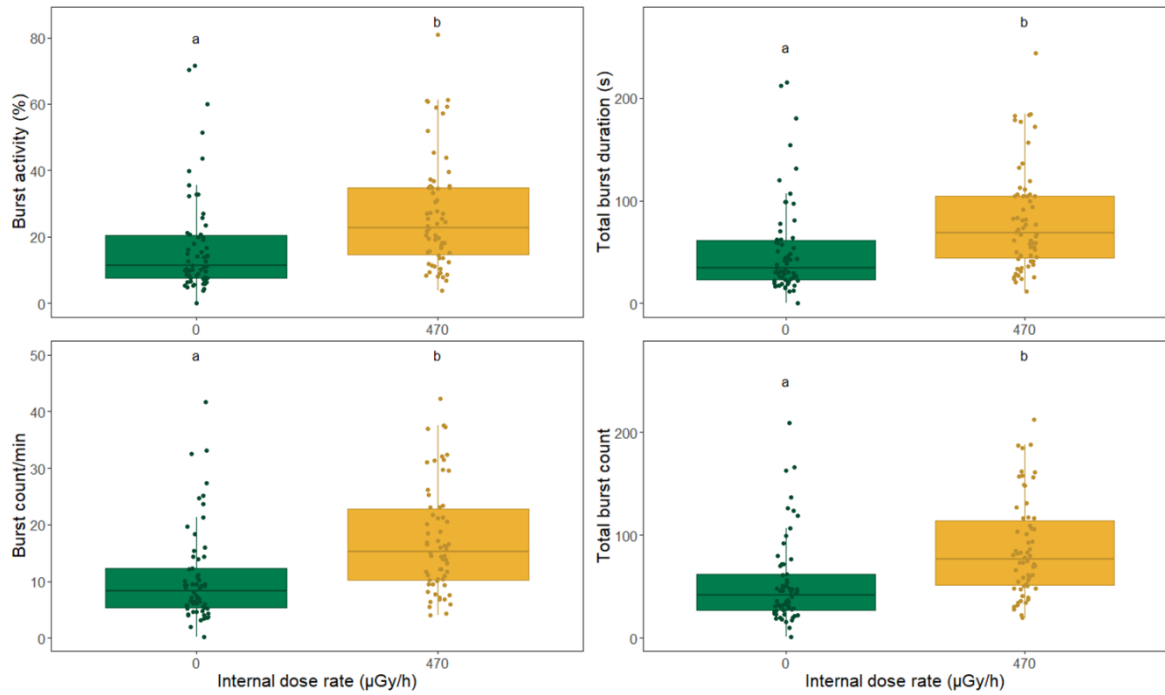 a
b
80
60
40
20
0
Burst activity (%)
0
470
a
b
200
100
0
Total burst duration (s)
0
470
a
b
50
40
30
20
10
0
Burst count/min
0
470
Internal dose rate (µGy/h)
a
b
200
100
0
Total burst count
0
470
Internal dose rate (µGy/h)